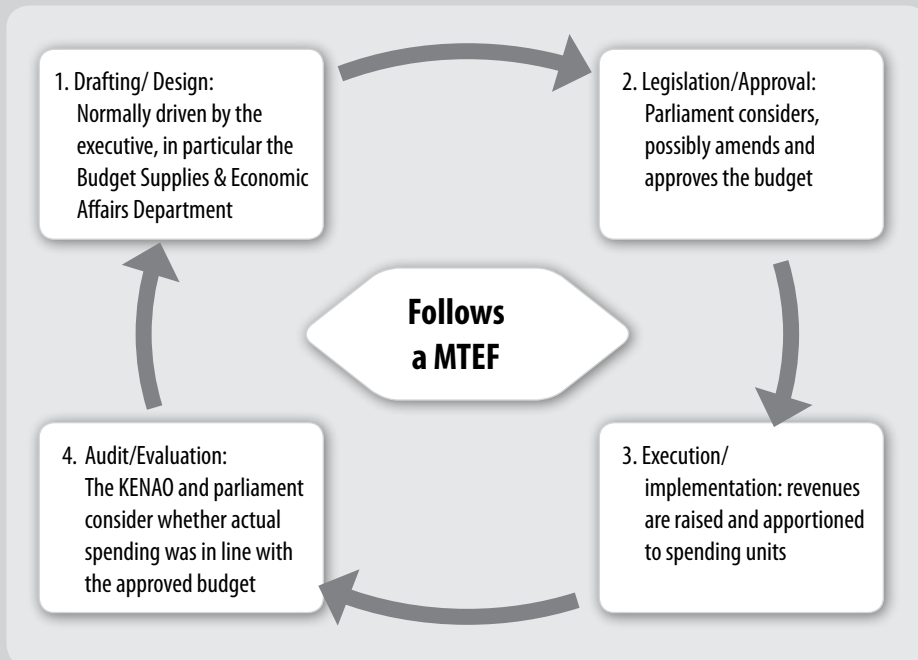 1. Drafting/ Design:
Normally driven by the
executive, in particular the
Budget Supplies & Economic
Affairs Department
2. Legislation/Approval:
Parliament considers,
possibly amends and
approves the budget
Follows
a MTEF
3. Execution/
implementation: revenues
are raised and apportioned
to spending units
4. Audit/Evaluation:
The KENAO and parliament
consider whether actual
spending was in line with
the approved budget